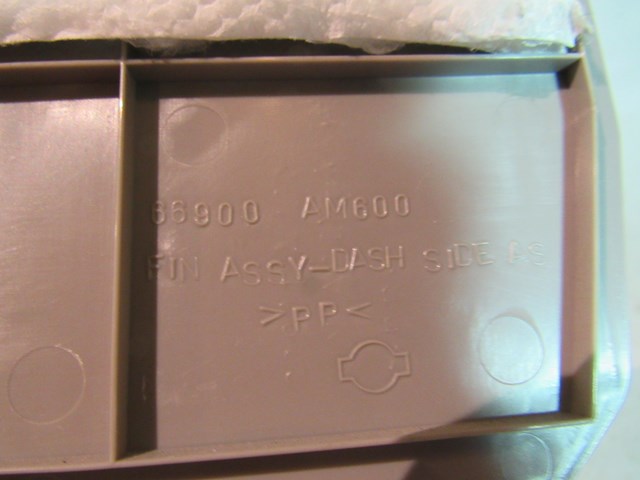 66900 AM600
FIN ASSY-DASH SIDE AS
>PP<